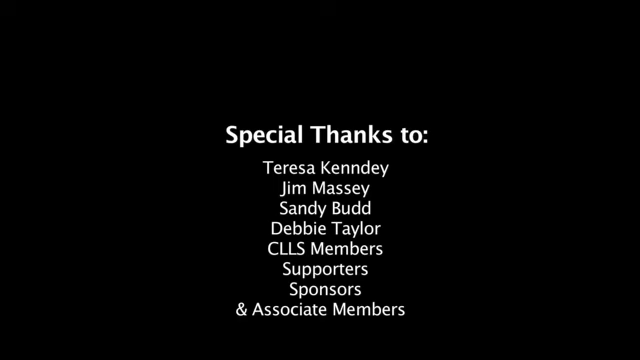 Special Thanks to:
Teresa Kenndey
Jim Massey
Sandy Budd
Debbie Taylor
CLLS Members
Supporters
Sponsors
& Associate Members